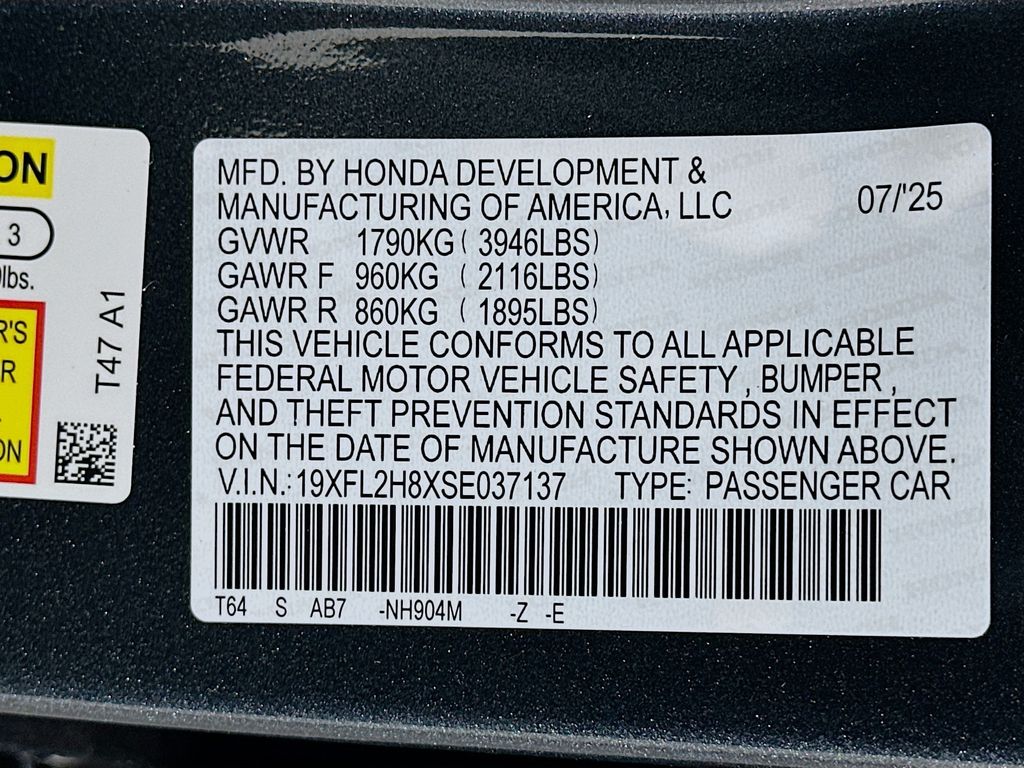 ON
3
lbs.
R'S
R
ON
T47 A1
MFD. BY HONDA DEVELOPMENT &
MANUFACTURING OF AMERICA, LLC
07/'25
GVWR 1790KG ( 3946LBS)
GAWR F 960KG ( 2116LBS)
GAWR R 860KG ( 1895LBS)
THIS VEHICLE CONFORMS TO ALL APPLICABLE
FEDERAL MOTOR VEHICLE SAFETY , BUMPER ,
AND THEFT PREVENTION STANDARDS IN EFFECT
ON THE DATE OF MANUFACTURE SHOWN ABOVE.
V.I.N.: 19XFL2H8XSE037137 TYPE: PASSENGER CAR
T64 S AB7 -NH904M -Z -E